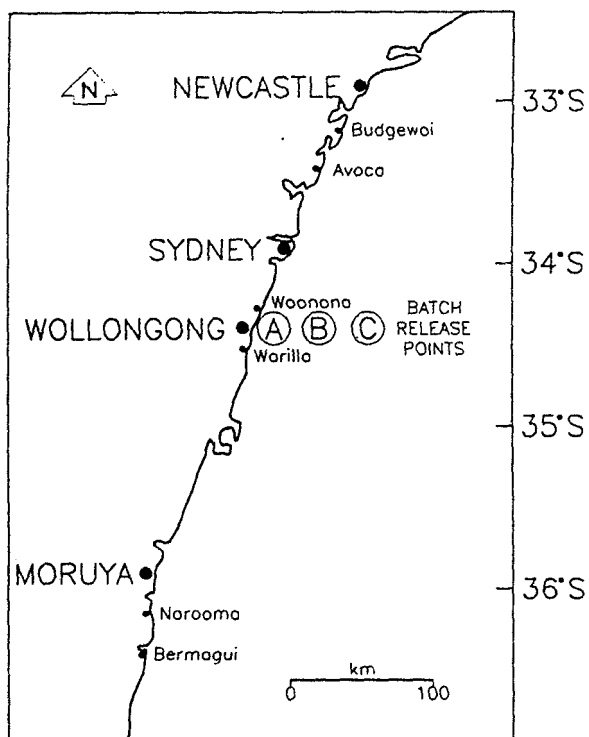 N
NEWCASTLE
33°S
Budgewoi
Avoca
SYDNEY
34°S
Woonona
WOLLONGONG
A B C
BATCH
RELEASE
POINTS
Warilla
35°S
MORUYA
36°S
Narooma
Bermagui
km
0 100